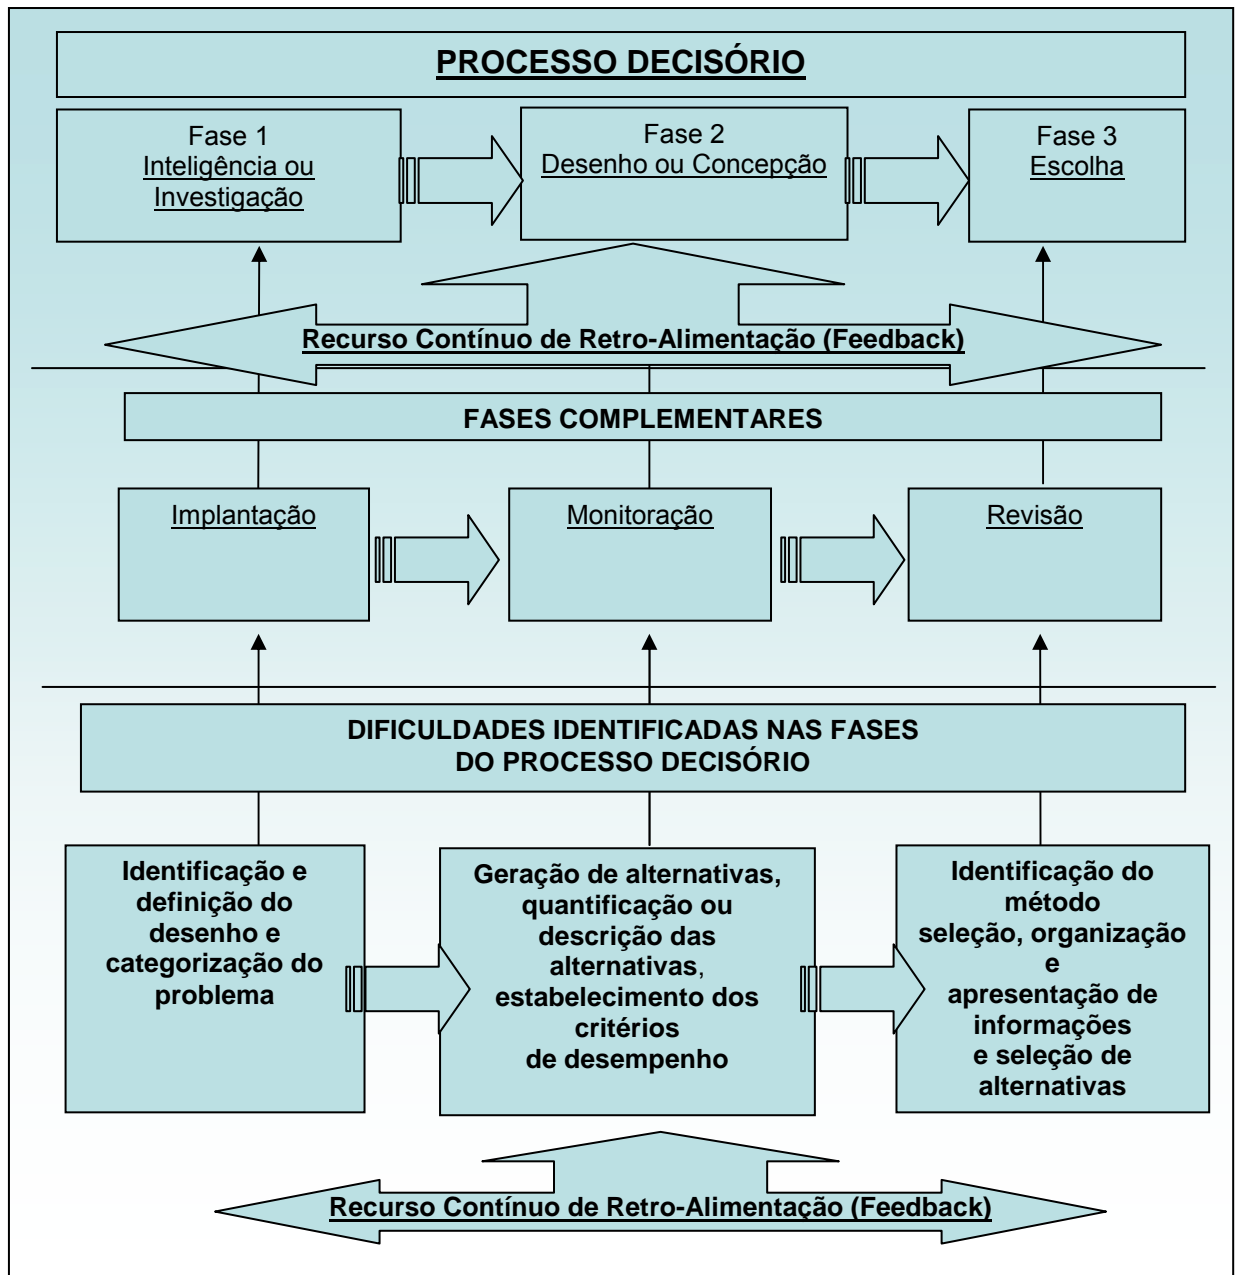 PROCESSO DECISÓRIO
Fase 1
Inteligência ou
Investigação
Fase 2
Desenho ou Concepção
Fase 3
Escolha
Recurso Contínuo de Retro-Alimentação (Feedback)
FASES COMPLEMENTARES
Implantação
Monitoração
Revisão
DIFICULDADES IDENTIFICADAS NAS FASES
DO PROCESSO DECISÓRIO
Identificação e
definição do
desenho e
categorização do
problema
Geração de alternativas,
quantificação ou
descrição das
alternativas,
estabelecimento dos
critérios
de desempenho
Identificação do
método
seleção, organização
e
apresentação de
informações
e seleção de
alternativas
Recurso Contínuo de Retro-Alimentação (Feedback)